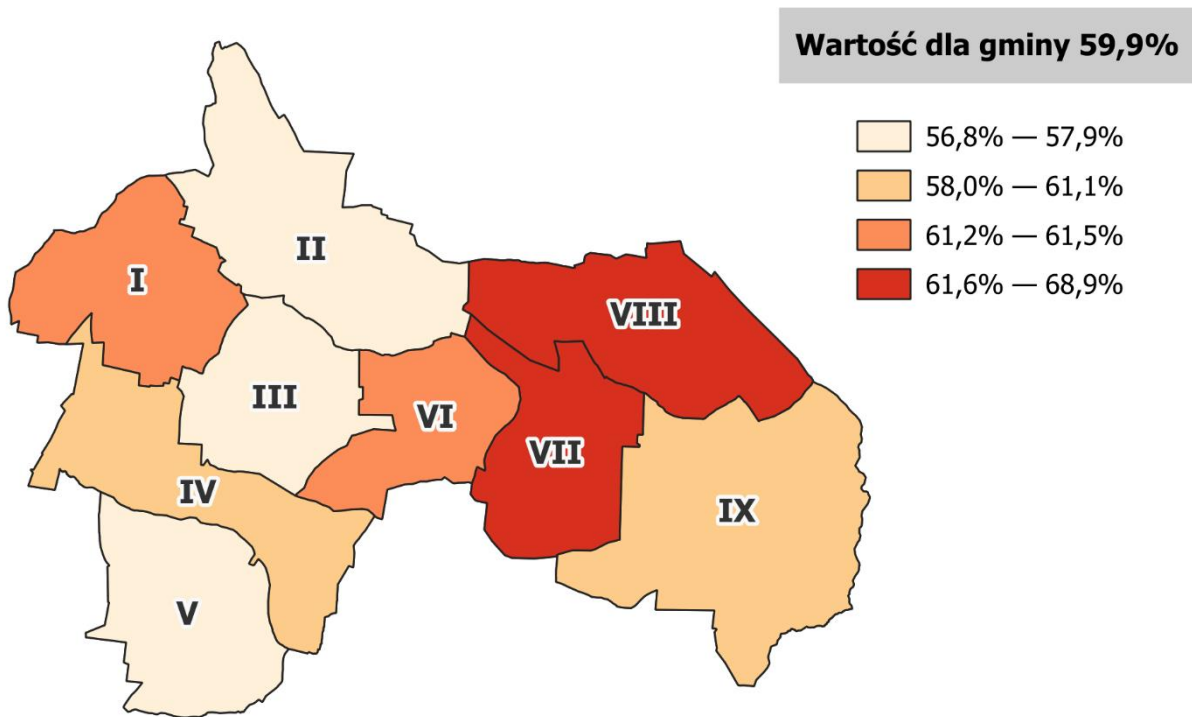 Wartość dla gminy 59,9%
56,8% — 57,9%
58,0% — 61,1%
61,2% — 61,5%
61,6% — 68,9%
II
I
VIII
III
VI
VII
IV
IX
V